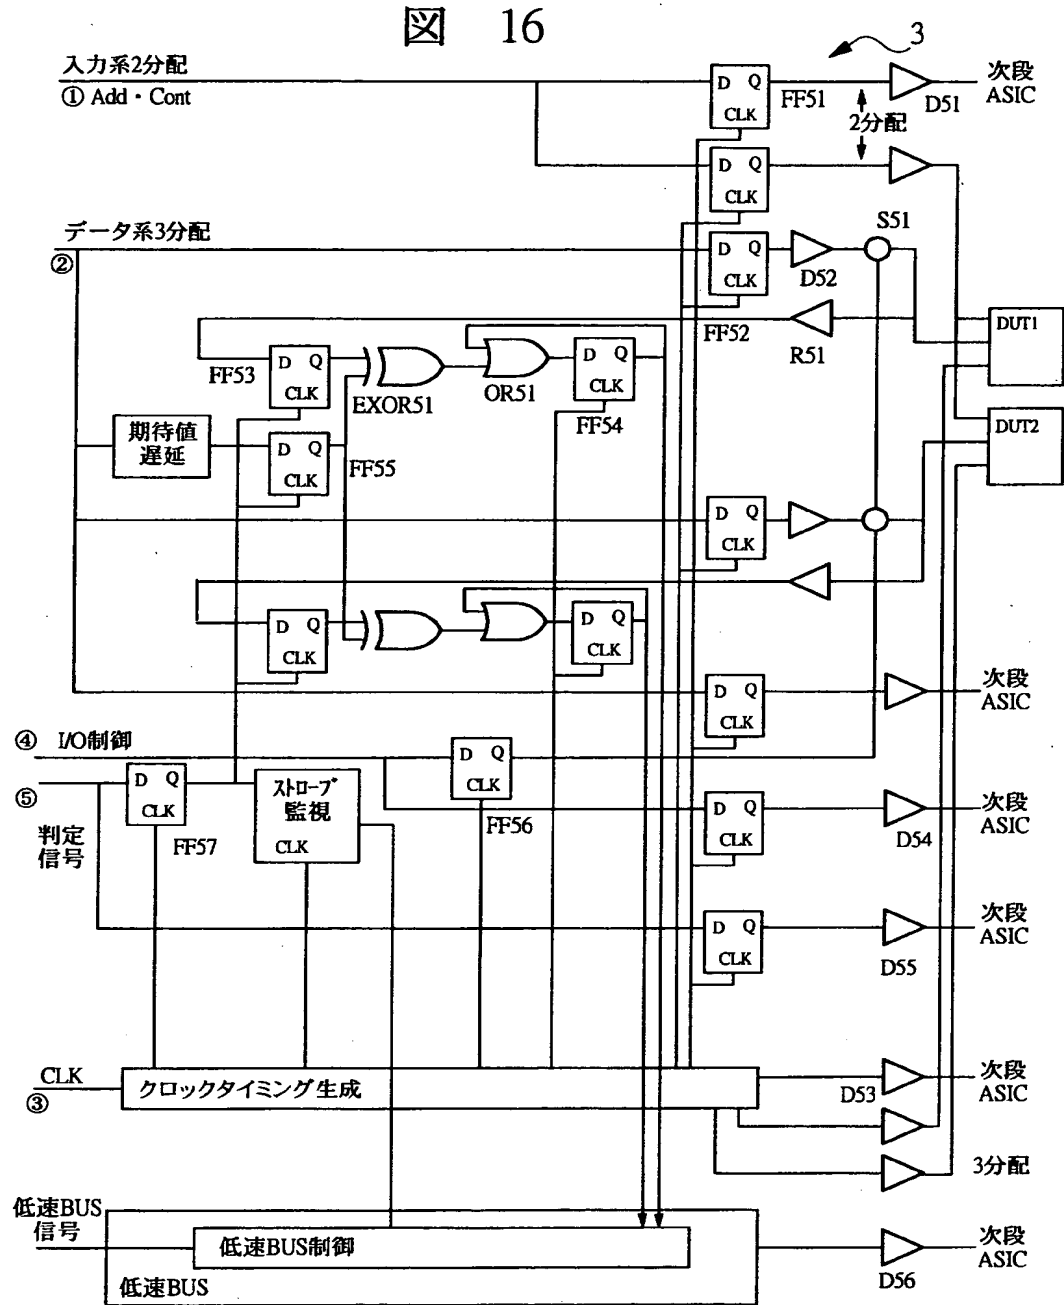 図 16
3
入力系2分配
① Add・Cont
D Q
CLK
FF51
D51
次段
ASIC
2分配
D Q
CLK
データ系3分配
②
D Q
CLK
FF52
D52
S51
R51
DUT1
DUT2
FF53
D Q
CLK
EXOR51
OR51
D Q
CLK
FF54
期待値
遅延
D Q
CLK
FF55
D Q
CLK
D Q
CLK
D Q
CLK
D Q
CLK
次段
ASIC
④ I/O制御
⑤
判定
信号
D Q
CLK
FF57
ストローブ
監視
CLK
D Q
CLK
FF56
D Q
CLK
D54
次段
ASIC
D Q
CLK
D55
次段
ASIC
CLK
③
クロックタイミング生成
D53
次段
ASIC
3分配
低速BUS
信号
低速BUS制御
低速BUS
D56
次段
ASIC